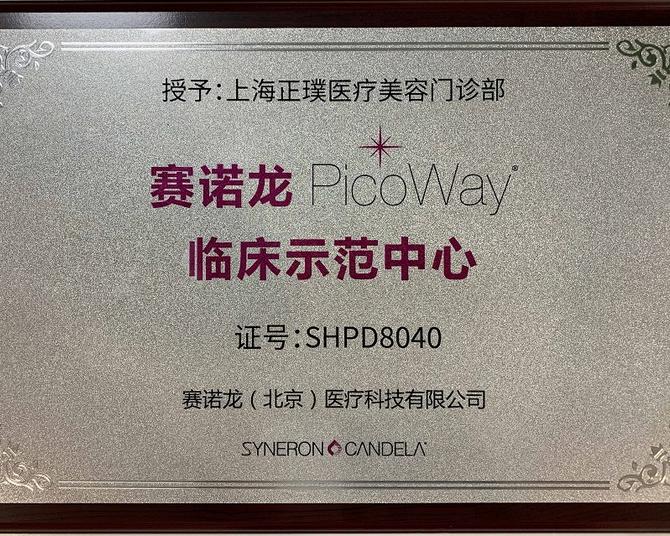 授予:上海正璞医疗美容门诊部
赛诺龙 PicoWay®
临床示范中心
证号:SHPD8040
赛诺龙(北京)医疗科技有限公司
SYNERON CANDELA